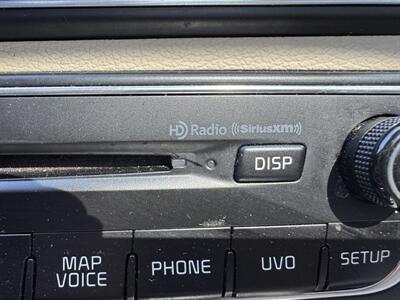 HD Radio SiriusXM
DISP
MAP PHONE UVO SETUP
VOICE